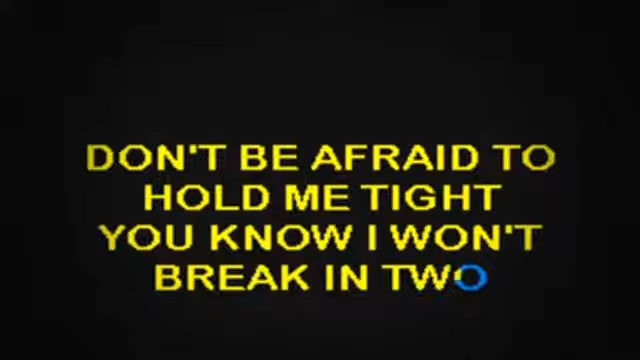 DON'T BE AFRAID TO
HOLD ME TIGHT
YOU KNOW I WON'T
BREAK IN TWO